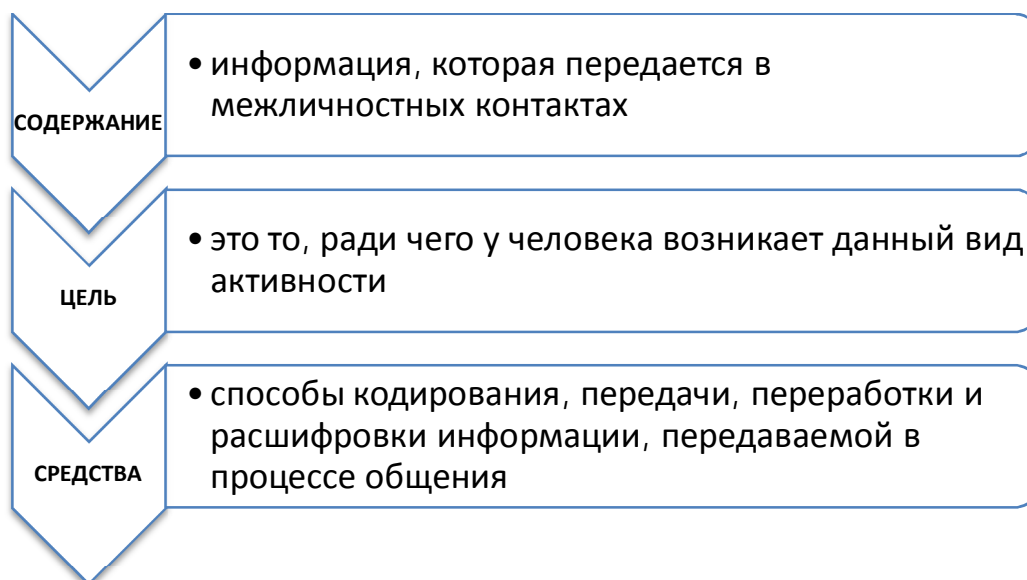 СОДЕРЖАНИЕ
• информация, которая передается в
межличностных контактах
ЦЕЛЬ
• это то, ради чего у человека возникает данный вид
активности
СРЕДСТВА
• способы кодирования, передачи, переработки и
расшифровки информации, передаваемой в
процессе общения